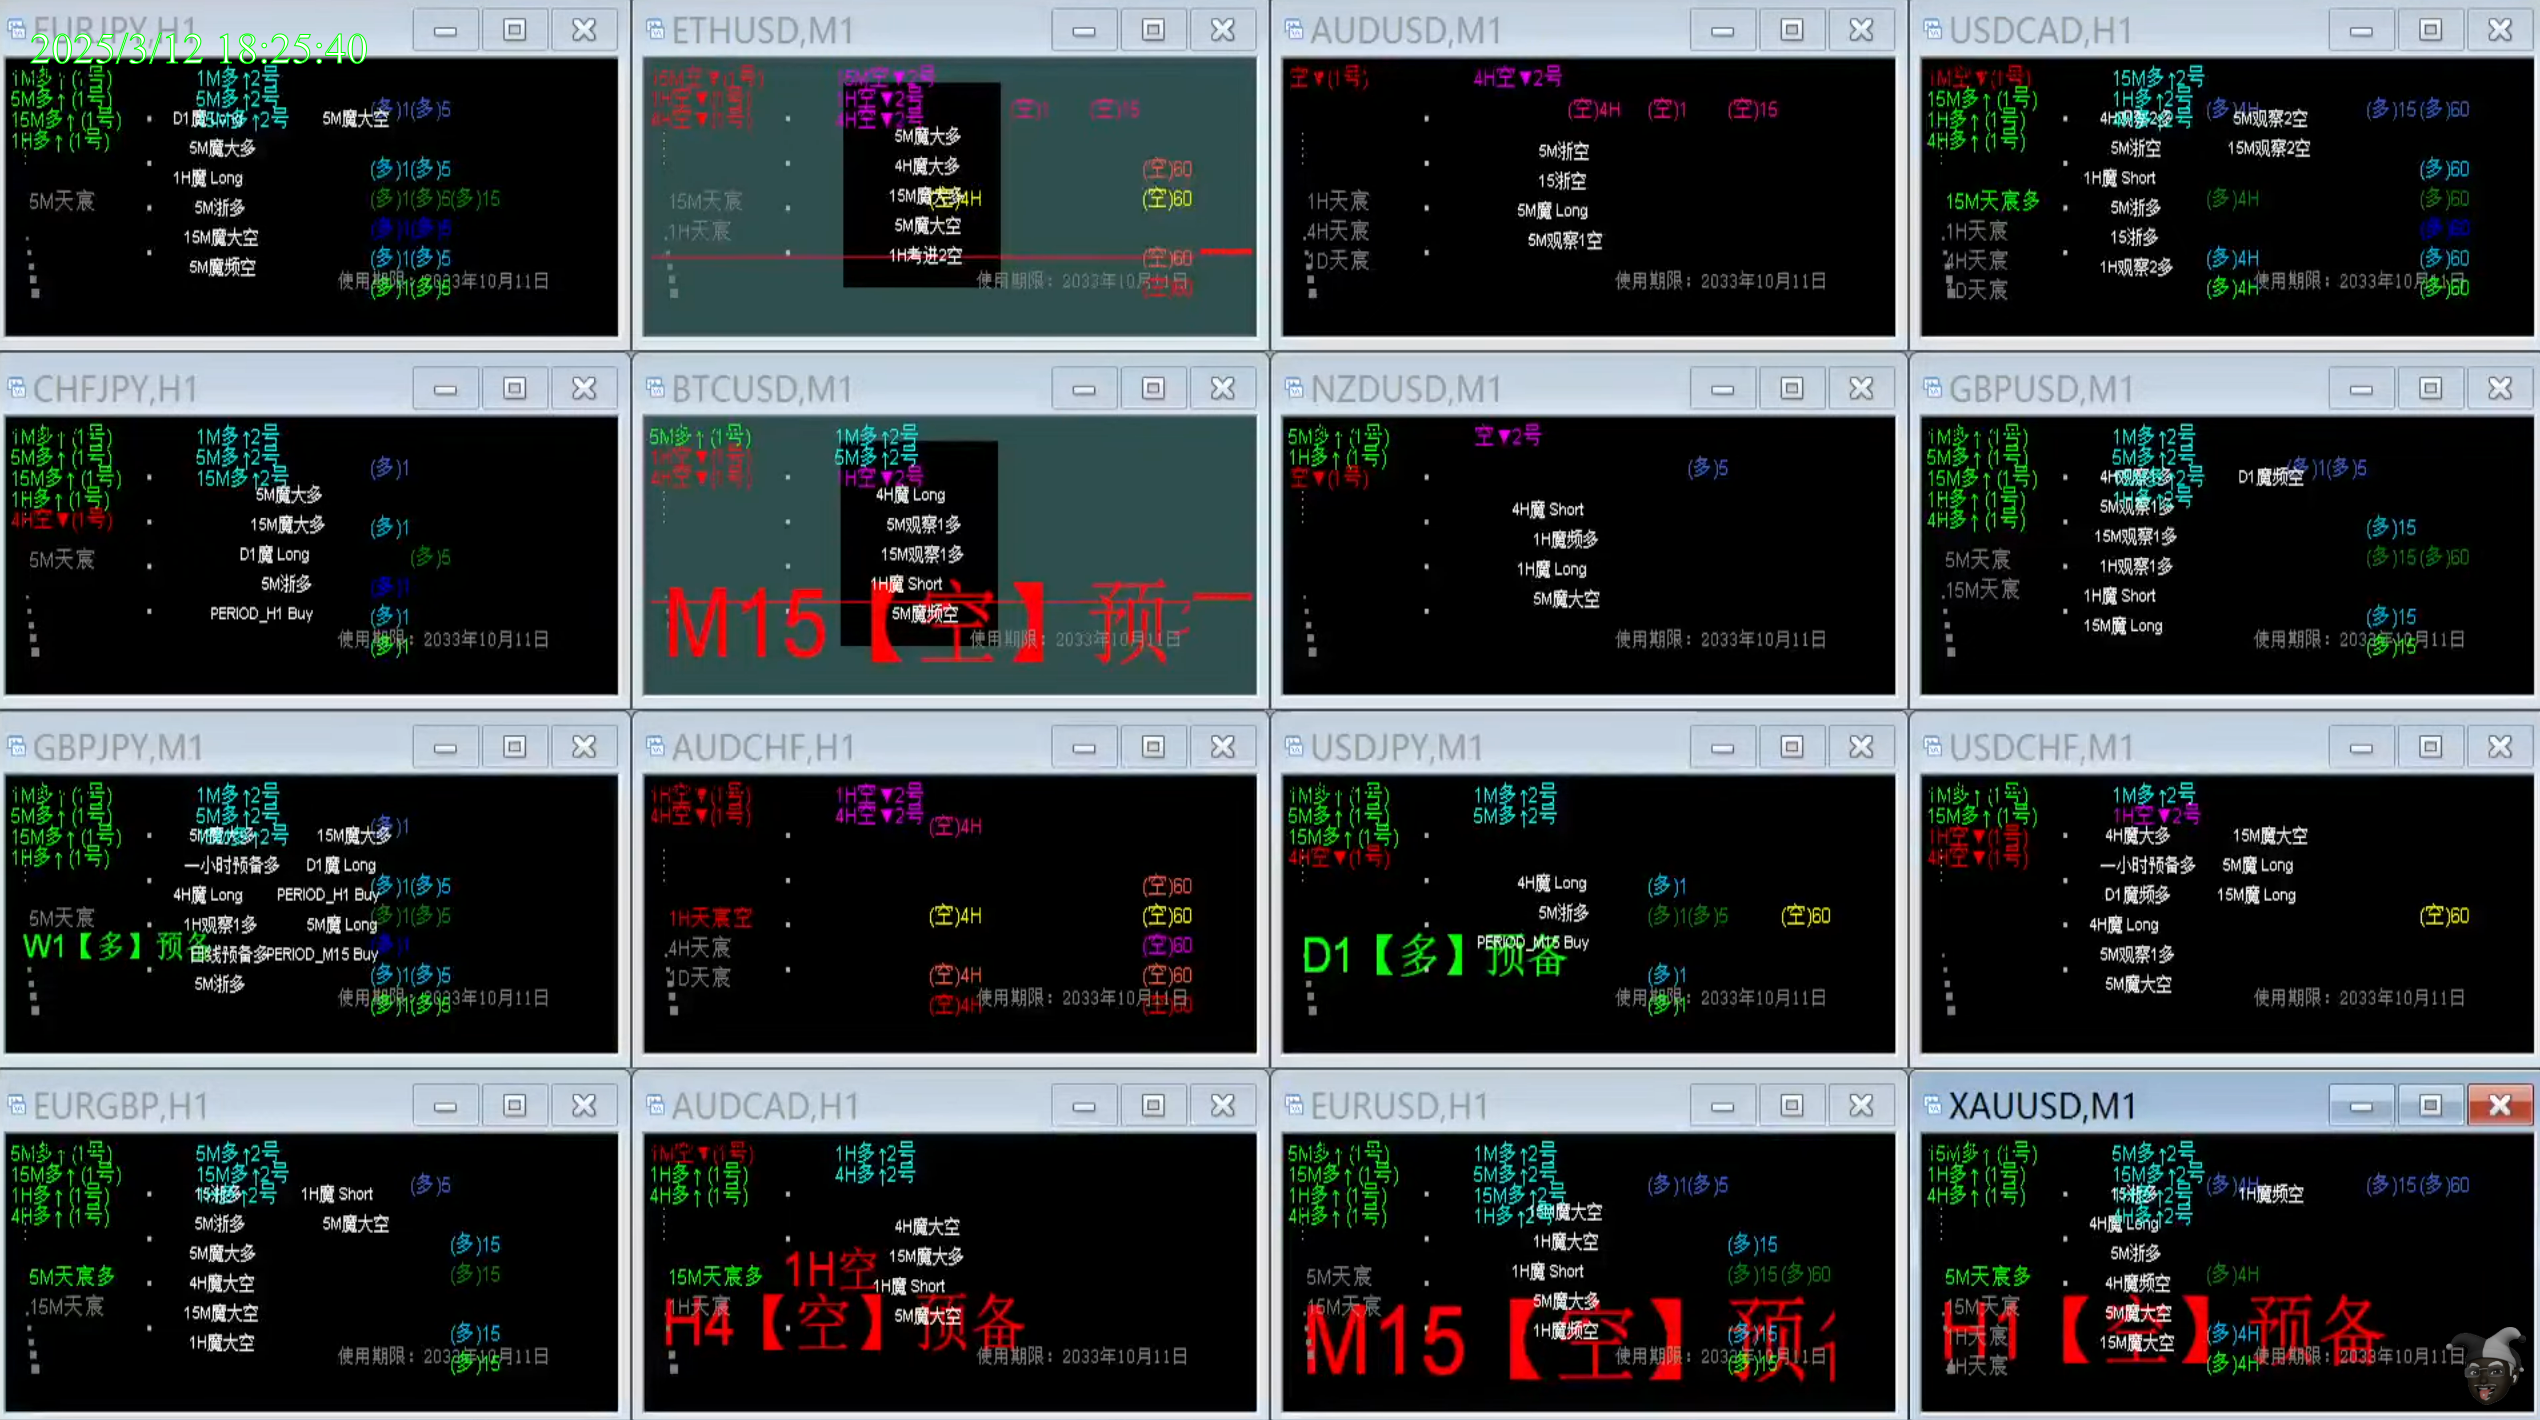 EURJPY,H1
2025/3/12 18:25:40
1M多↑(1号) 1M多↑2号
5M多↑(1号) 5M多↑2号 (多)1(多)5
15M多↑(1号) 15M多↑2号 5M魔大空
1H多↑(1号)
5M魔大多
1H魔 Long (多)1(多)5
5M天宸 5M浙多 (多)1(多)5(多)15
15M魔大空 (多)1(多)5
5M魔频空 (多)1(多)5
使用期限：2033年10月11日
(多)1(多)5
ETHUSD,M1
15M空▼(1号) 15M空▼2号
1H空▼(1号) 1H空▼2号 (空)1 (空)15
4H空▼(1号) 4H空▼2号
5M魔大多
4H魔大多 (空)60
15M天宸 15M魔大多 (空)4H (空)60
1H天宸 5M魔大空
1H考进2空 (空)60
使用期限：2033年10月11日
(空)60
AUDUSD,M1
空▼(1号) 4H空▼2号
(空)4H (空)1 (空)15
5M浙空
15浙空
1H天宸 5M魔 Long
4H天宸 5M观察1空
1D天宸
使用期限：2033年10月11日
USDCAD,H1
1M空▼(1号) 15M多↑2号
15M多↑(1号) 1H多↑2号 (多)4H (多)15(多)60
1H多↑(1号) 4H观察2多 5M观察2空
4H多↑(1号) 5M浙空 15M观察2空
1H魔 Short (多)60
15M天宸多 5M浙多 (多)4H (多)60
1H天宸 15浙多 (多)60
4H天宸 1H观察2多 (多)4H (多)60
1D天宸 使用期限：2033年10月11日
(多)4H (多)60
CHFJPY,H1
1M多↑(1号) 1M多↑2号
5M多↑(1号) 5M多↑2号 (多)1
15M多↑(1号) 15M多↑2号
1H多↑(1号) 5M魔大多
4H空▼(1号) 15M魔大多 (多)1
5M天宸 D1魔 Long (多)5
5M浙多 (多)1
PERIOD_H1 Buy (多)1
使用期限：2033年10月11日
(多)1
BTCUSD,M1
5M多↑(1号) 1M多↑2号
1H空▼(1号) 5M多↑2号
4H空▼(1号) 1H空▼2号
4H魔 Long
5M观察1多
15M观察1多
1H魔 Short
5M魔频空
M15【空】预
使用期限：2033年10月11日
NZDUSD,M1
5M多↑(1号) 空▼2号
1H多↑(1号) (多)5
空▼(1号)
4H魔 Short
1H魔频多
1H魔 Long
5M魔大空
使用期限：2033年10月11日
GBPUSD,M1
1M多↑(1号) 1M多↑2号
5M多↑(1号) 5M多↑2号 (多)1(多)5
15M多↑(1号) 4H观察1多 D1魔频空
1H多↑(1号) 1H多↑2号
4H多↑(1号) 5M观察1多 (多)15
15M观察1多
5M天宸 1H观察1多 (多)15(多)60
15M天宸 1H魔 Short
15M魔 Long (多)15
使用期限：2033年10月11日
(多)15
GBPJPY,M1
1M多↑(1号) 1M多↑2号
5M多↑(1号) 5M多↑2号 (多)1
15M多↑(1号) 5M魔大多 15M魔大多
1H多↑(1号) 一小时预备多 D1魔 Long
4H魔 Long PERIOD_H1 Buy (多)1(多)5
5M天宸 1H观察1多 5M魔 Long (多)1(多)5
W1【多】预备 日线预备多 PERIOD_M15 Buy (多)1
5M浙多 (多)1(多)5
使用期限：2033年10月11日
(多)1(多)5
AUDCHF,H1
1H空▼(1号) 1H空▼2号
4H空▼(1号) 4H空▼2号 (空)4H
(空)60
1H天宸空 (空)4H (空)60
4H天宸 (空)60
1D天宸 (空)4H (空)60
使用期限：2033年10月11日
(空)4H (空)60
USDJPY,M1
1M多↑(1号) 1M多↑2号
5M多↑(1号) 5M多↑2号
15M多↑(1号)
4H空▼(1号)
4H魔 Long (多)1
5M浙多 (多)1(多)5 (空)60
D1【多】预备 PERIOD_M15 Buy
(多)1
使用期限：2033年10月11日
(多)1
USDCHF,M1
1M多↑(1号) 1M多↑2号
15M多↑(1号) 1H空▼2号
1H空▼(1号) 4H魔大多 15M魔大空
4H空▼(1号) 一小时预备多 5M魔 Long
D1魔频多 15M魔 Long
4H魔 Long (空)60
5M观察1多
5M魔大空
使用期限：2033年10月11日
EURGBP,H1
5M多↑(1号) 5M多↑2号
15M多↑(1号) 15M多↑2号 (多)5
1H多↑(1号) 15浙多 1H魔 Short
4H多↑(1号) 5M浙多 5M魔大空
5M魔大多 (多)15
5M天宸多 4H魔大空 (多)15
15M天宸 15M魔大空
1H魔大空 (多)15
使用期限：2033年10月11日
(多)15
AUDCAD,H1
1M空▼(1号) 1H多↑2号
1H多↑(1号) 4H多↑2号
4H多↑(1号)
4H魔大空
15M魔大多
15M天宸多 1H空 1H魔 Short
1H天宸 5M魔大空
H4【空】预备
使用期限：2033年10月11日
EURUSD,H1
5M多↑(1号) 1M多↑2号
15M多↑(1号) 5M多↑2号 (多)1(多)5
1H多↑(1号) 15M多↑2号
4H多↑(1号) 1H多↑2号 15M魔大空
1H魔大空 (多)15
5M天宸 1H魔 Short (多)15(多)60
15M天宸 5M魔大多
1H魔频空 (多)15
M15【空】预
使用期限：2033年10月11日
(多)15
XAUUSD,M1
15M多↑(1号) 5M多↑2号
1H多↑(1号) 15M多↑2号 (多)4H (多)15(多)60
4H多↑(1号) 15浙多 1H魔频空
4H魔 Long 4H多↑2号
5M浙多
5M天宸多 4H魔频空 (多)4H
15M天宸 5M魔大空
1H天宸 15M魔大空 (多)4H
H1【空】预备
4H天宸 使用期限：2033年10月11日
(多)4H